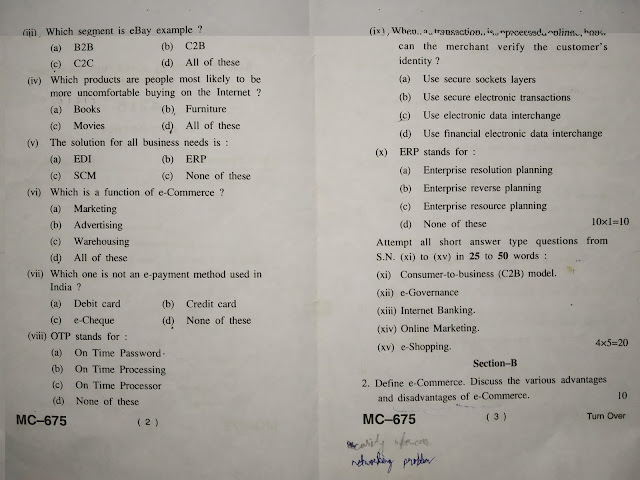 (iii) Which segment is eBay example ?
(a) B2B (b) C2B
(c) C2C (d) All of these
(iv) Which products are people most likely to be
more uncomfortable buying on the Internet ?
(a) Books (b) Furniture
(c) Movies (d) All of these
(v) The solution for all business needs is :
(a) EDI (b) ERP
(c) SCM (c) None of these
(vi) Which is a function of e-Commerce ?
(a) Marketing
(b) Advertising
(c) Warehousing
(d) All of these
(vii) Which one is not an e-payment method used in
India ?
(a) Debit card (b) Credit card
(c) e-Cheque (d) None of these
(viii) OTP stands for :
(a) On Time Password
(b) On Time Processing
(c) On Time Processor
(d) None of these
MC–675 ( 2 )
(ix) When a transaction is processed online, how
can the merchant verify the customer's
identity ?
(a) Use secure sockets layers
(b) Use secure electronic transactions
(c) Use electronic data interchange
(d) Use financial electronic data interchange
(x) ERP stands for :
(a) Enterprise resolution planning
(b) Enterprise reverse planning
(c) Enterprise resource planning
(d) None of these 10×1=10
Attempt all short answer type questions from
S.N. (xi) to (xv) in 25 to 50 words :
(xi) Consumer-to-business (C2B) model.
(xii) e-Governance
(xiii) Internet Banking.
(xiv) Online Marketing.
(xv) e-Shopping. 4×5=20
Section–B
2. Define e-Commerce. Discuss the various advantages
and disadvantages of e-Commerce. 10
MC–675 ( 3 ) Turn Over
networking problem